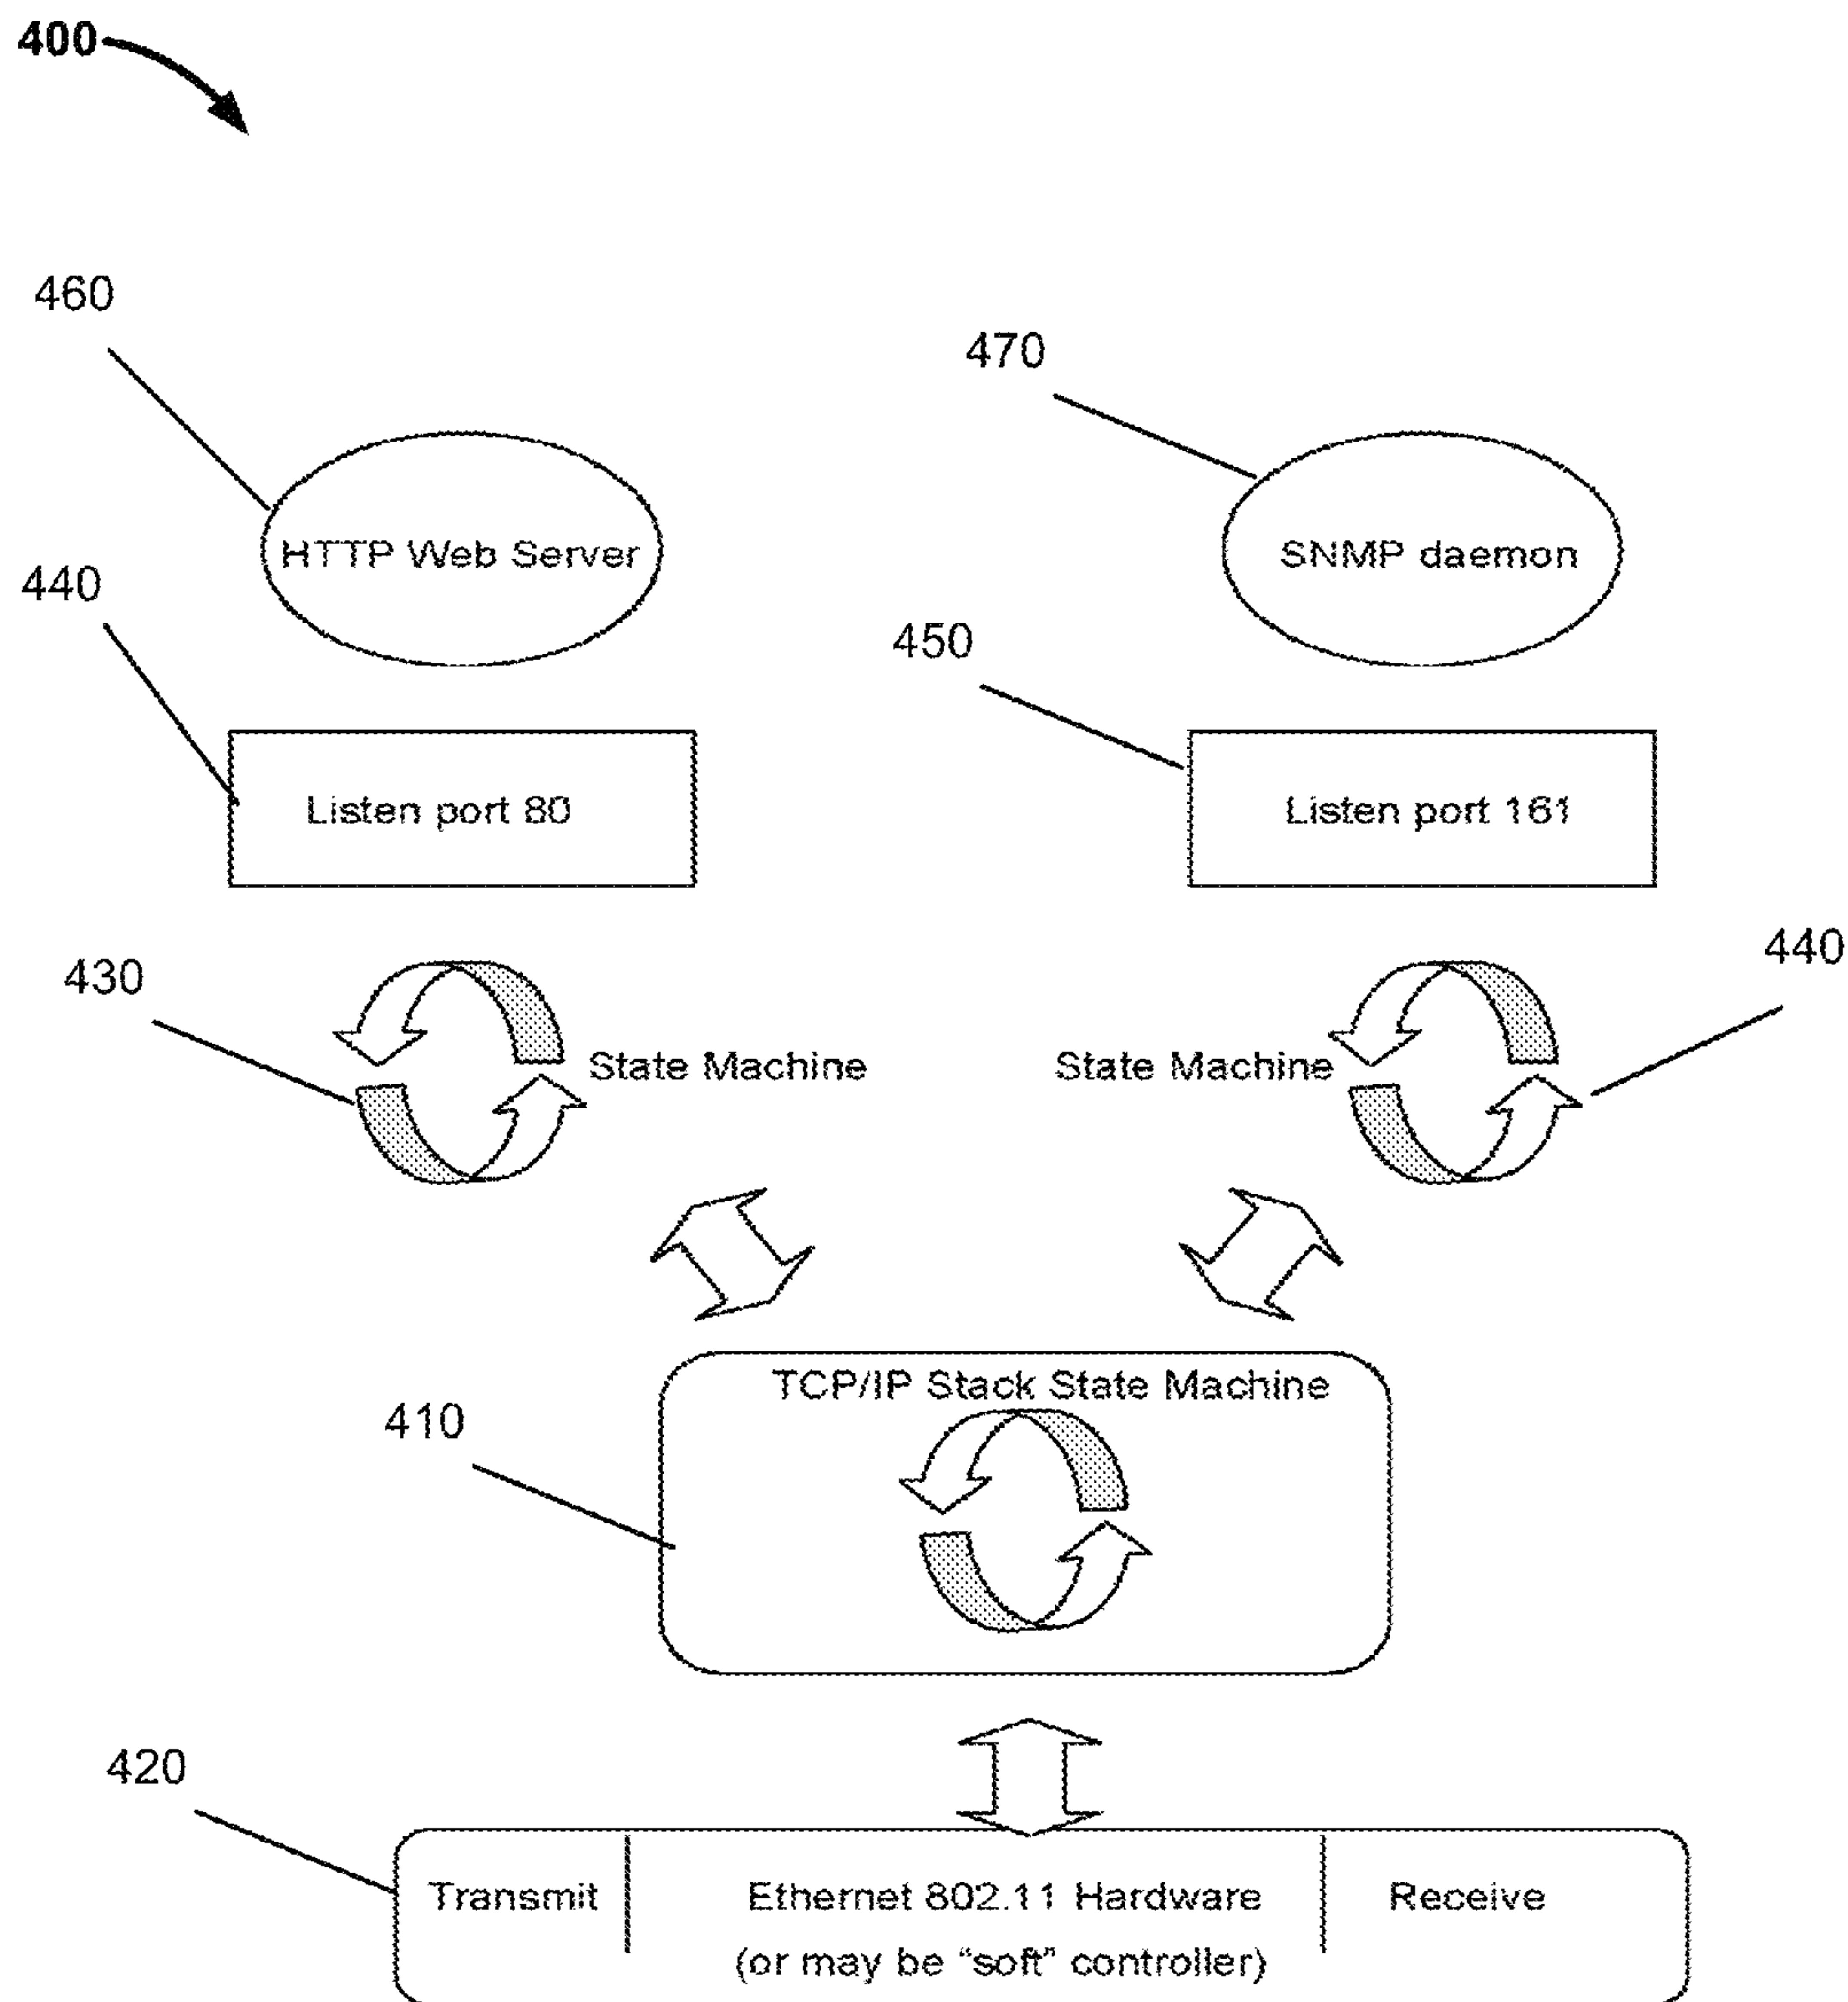 400
460
470
HTTP Web Server
SNMP daemon
440
450
Listen port 80
Listen port 161
430
440
State Machine
State Machine
TCP/IP Stack State Machine
410
420
Transmit
Ethernet 802.11 Hardware
(or may be “soft” controller)
Receive